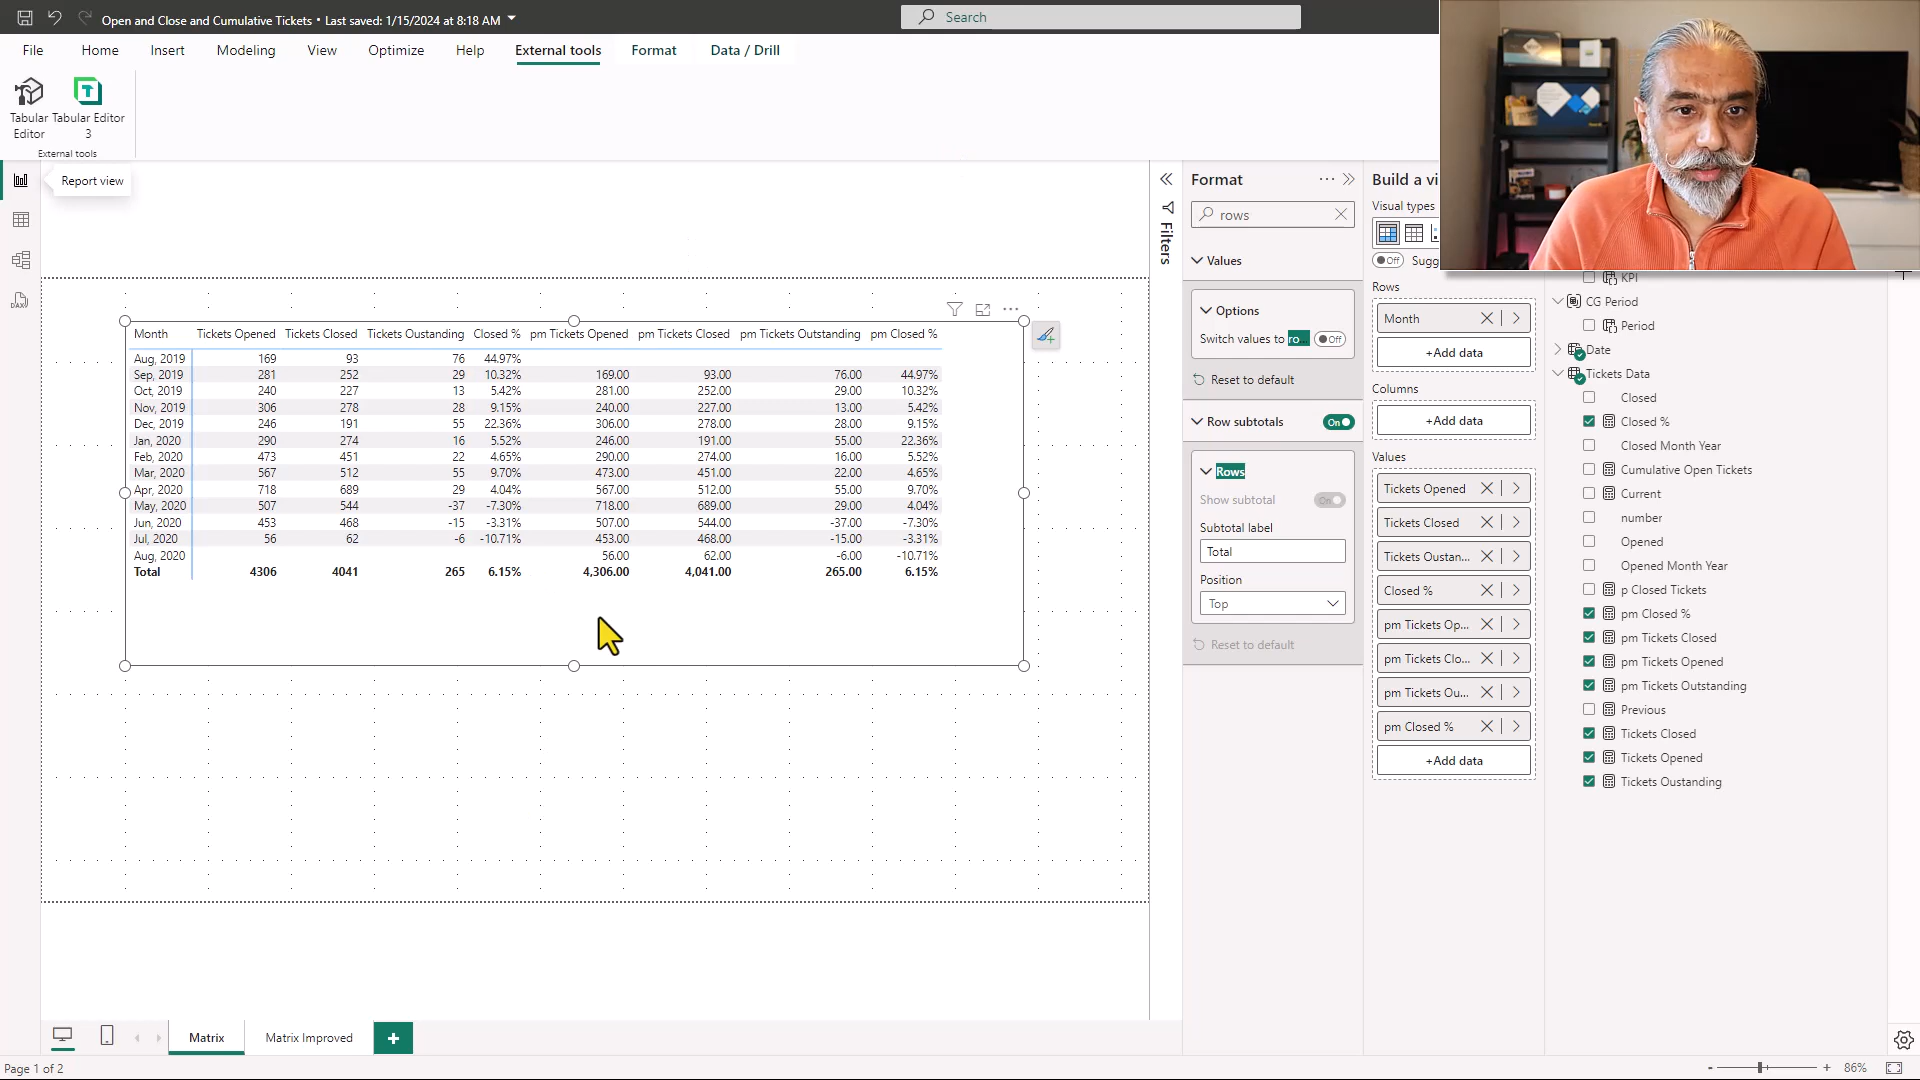 Open and Close and Cumulative Tickets • Last saved: 1/15/2024 at 8:18 AM
Search
File Home Insert Modeling View Optimize Help External tools Format Data / Drill
Tabular Editor
Tabular Editor 3
External tools
Report view
Month Tickets Opened Tickets Closed Tickets Oustanding Closed % pm Tickets Opened pm Tickets Closed pm Tickets Outstanding pm Closed %
Aug, 2019 169 93 76 44.97%
Sep, 2019 281 252 29 10.32% 169.00 93.00 76.00 44.97%
Oct, 2019 240 227 13 5.42% 281.00 252.00 29.00 10.32%
Nov, 2019 306 278 28 9.15% 240.00 227.00 13.00 5.42%
Dec, 2019 246 191 55 22.36% 306.00 278.00 28.00 9.15%
Jan, 2020 290 274 16 5.52% 246.00 191.00 55.00 22.36%
Feb, 2020 473 451 22 4.65% 290.00 274.00 16.00 5.52%
Mar, 2020 567 512 55 9.70% 473.00 451.00 22.00 4.65%
Apr, 2020 718 689 29 4.04% 567.00 512.00 55.00 9.70%
May, 2020 507 544 -37 -7.30% 718.00 689.00 29.00 4.04%
Jun, 2020 453 468 -15 -3.31% 507.00 544.00 -37.00 -7.30%
Jul, 2020 56 62 -6 -10.71% 453.00 468.00 -15.00 -3.31%
Aug, 2020 56.00 62.00 -6.00 -10.71%
Total 4306 4041 265 6.15% 4,306.00 4,041.00 265.00 6.15%
Filters
Format
rows
Values
Options
Switch values to ro... Off
Reset to default
Row subtotals On
Rows
Show subtotal On
Subtotal label
Total
Position
Top
Reset to default
Build a vi
Visual types
Off Sugg
Rows
Month
+Add data
Columns
+Add data
Values
Tickets Opened
Tickets Closed
Tickets Oustan...
Closed %
pm Tickets Op...
pm Tickets Clo...
pm Tickets Ou...
pm Closed %
+Add data
KPI
CG Period
Period
Date
Tickets Data
Closed
Closed %
Closed Month Year
Cumulative Open Tickets
Current
number
Opened
Opened Month Year
p Closed Tickets
pm Closed %
pm Tickets Closed
pm Tickets Opened
pm Tickets Outstanding
Previous
Tickets Closed
Tickets Opened
Tickets Oustanding
Matrix Matrix Improved +
Page 1 of 2
- + 86%